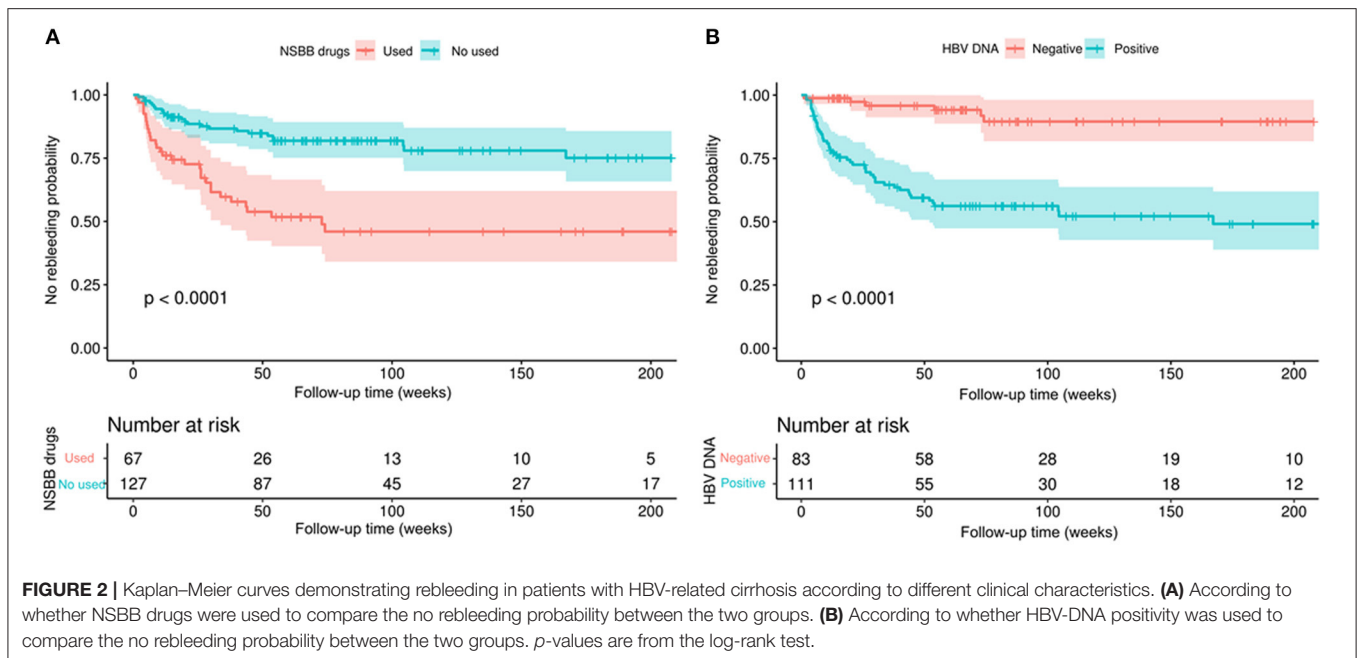 A
NSBB drugs Used No used
1.00
0.75
0.50
0.25
0.00
No rebleeding probability
p < 0.0001
0 50 100 150 200
Follow-up time (weeks)
Number at risk
NSBB drugs
Used 67 26 13 10 5
No used 127 87 45 27 17
0 50 100 150 200
Follow-up time (weeks)
B
HBV DNA Negative Positive
1.00
0.75
0.50
0.25
0.00
No rebleeding probability
p < 0.0001
0 50 100 150 200
Follow-up time (weeks)
Number at risk
HBV DNA
Negative 83 58 28 19 10
Positive 111 55 30 18 12
0 50 100 150 200
Follow-up time (weeks)
FIGURE 2 | Kaplan–Meier curves demonstrating rebleeding in patients with HBV-related cirrhosis according to different clinical characteristics. (A) According to
whether NSBB drugs were used to compare the no rebleeding probability between the two groups. (B) According to whether HBV-DNA positivity was used to
compare the no rebleeding probability between the two groups. p-values are from the log-rank test.